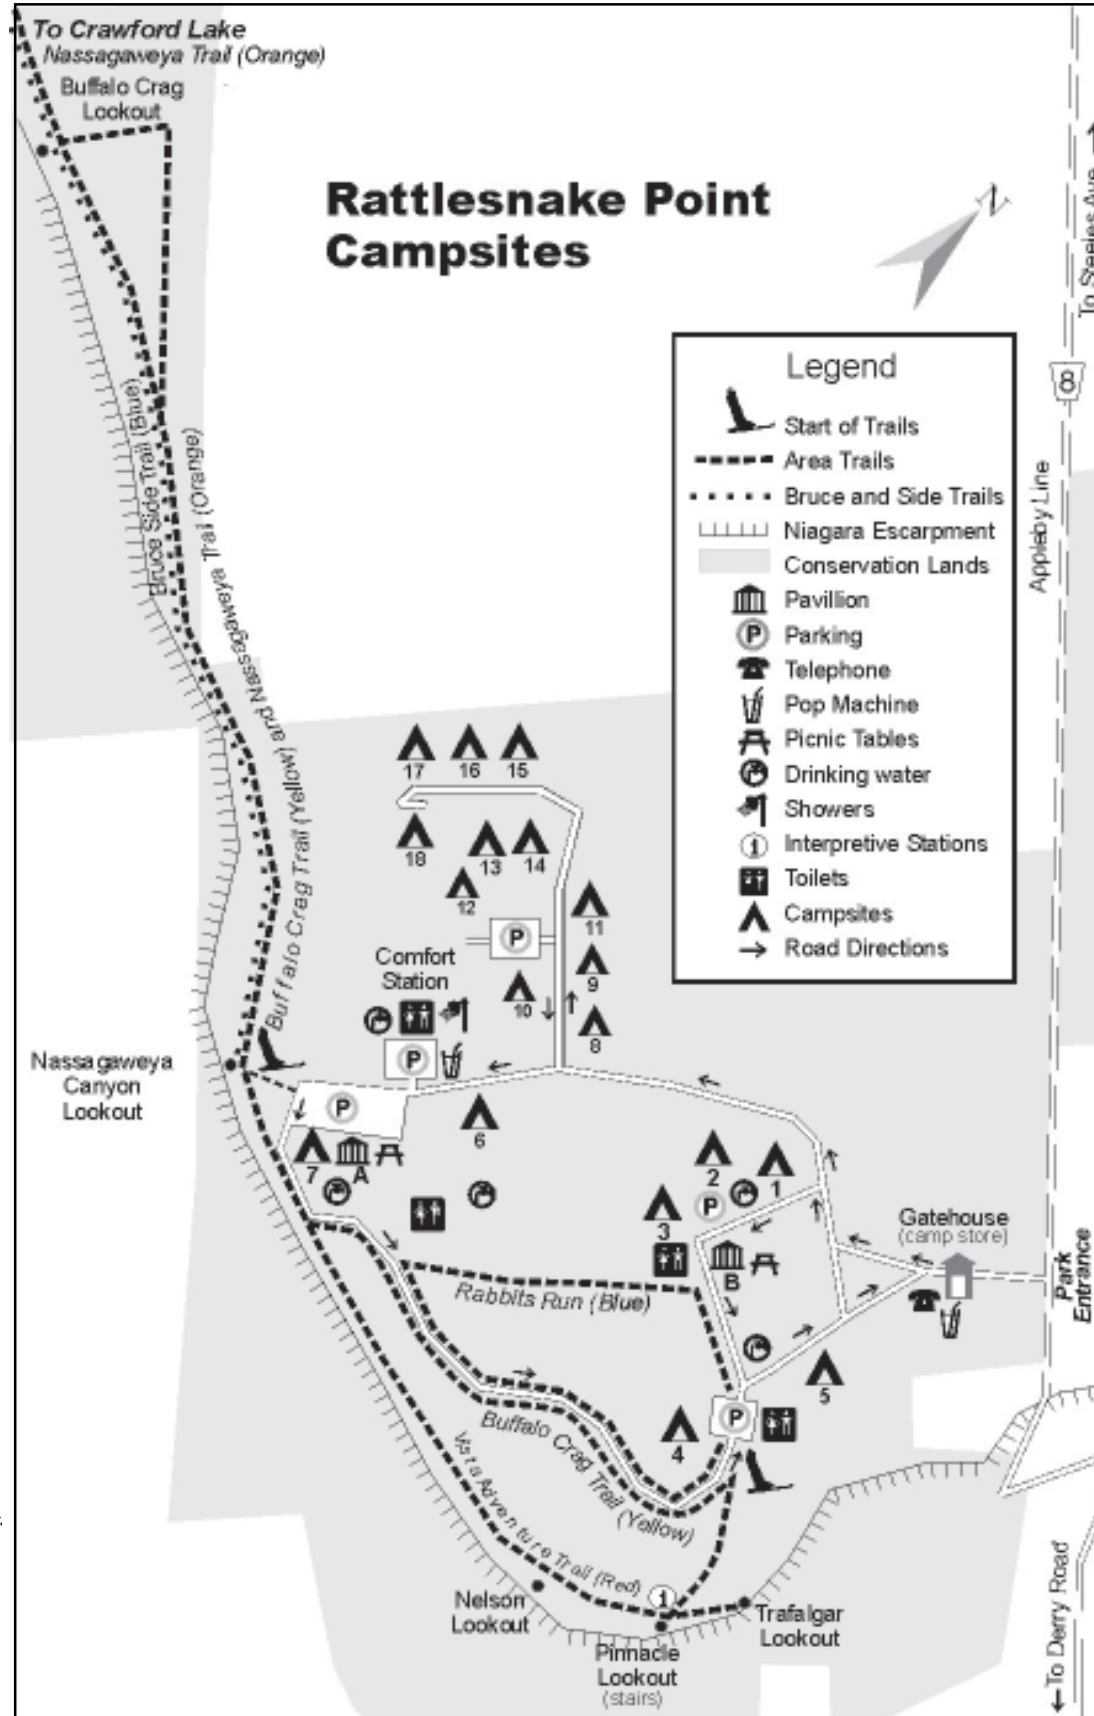 To Crawford Lake
Nassagaweya Trail (Orange)
Buffalo Crag
Lookout
Rattlesnake Point
Campsites
N
To Steeles Ave
8
Appleby Line
Legend
Start of Trails
Area Trails
Bruce and Side Trails
Niagara Escarpment
Conservation Lands
Pavillion
P
Parking
Telephone
Pop Machine
Picnic Tables
Drinking water
Showers
i
Interpretive Stations
Toilets
Campsites
Road Directions
Bruce Side Trail (Blue)
Buffalo Crag Trail (Yellow) and Nassagaweya Trail (Orange)
17
16
15
18
13
14
12
11
P
9
10
8
Comfort
Station
P
Nassagaweya
Canyon
Lookout
P
6
7
A
2
1
P
3
B
Gatehouse
(camp store)
Park
Entrance
Rabbits Run (Blue)
5
P
4
Buffalo Crag Trail (Yellow)
Vista Adventure Trail (Red)
i
Nelson
Lookout
Trafalgar
Lookout
Pinnacle
Lookout
(stairs)
To Derry Road